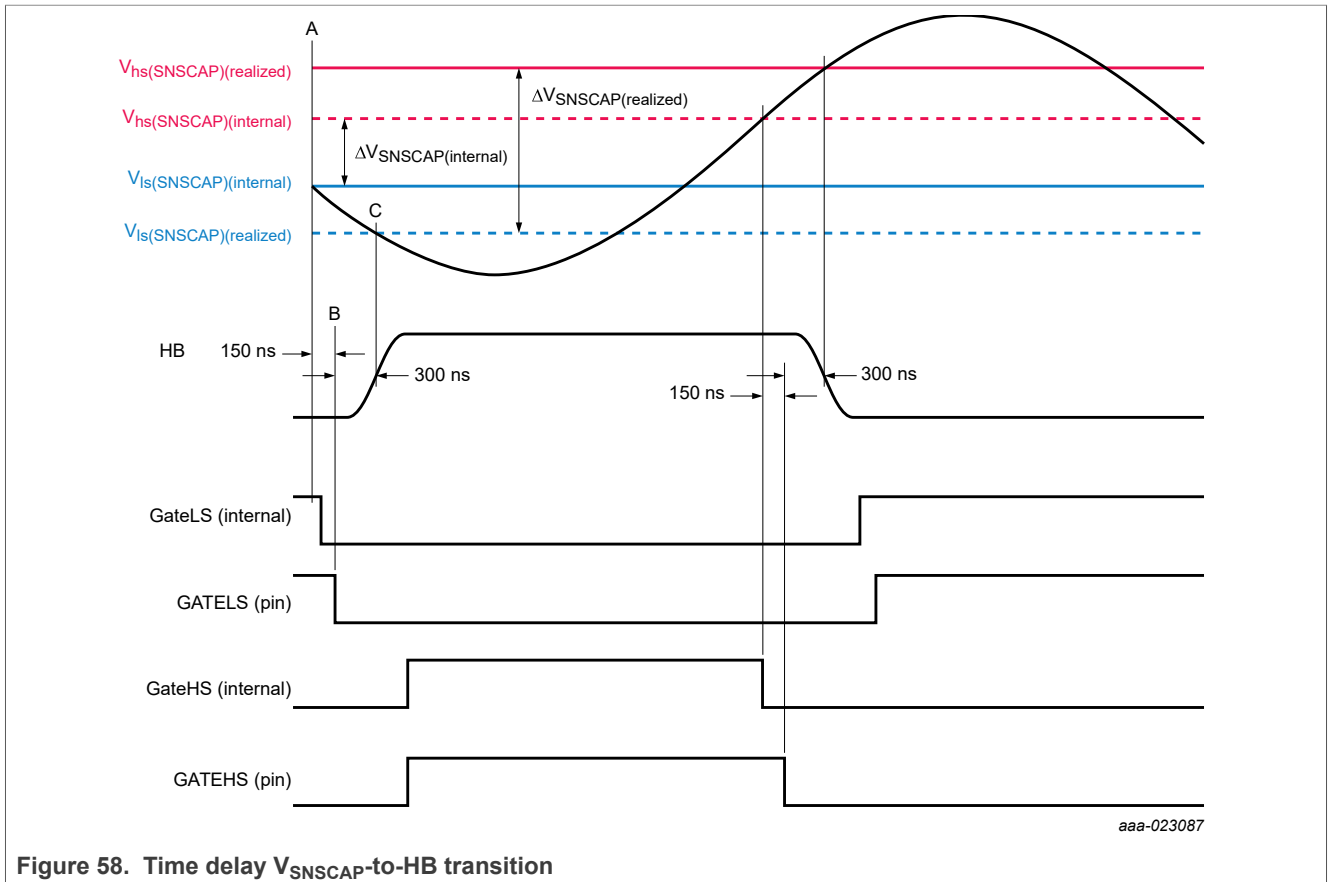 A
Vhs(SNSCAP)(realized)
ΔVSNSCAP(realized)
Vhs(SNSCAP)(internal)
ΔVSNSCAP(internal)
Vls(SNSCAP)(internal)
C
Vls(SNSCAP)(realized)
B
HB
150 ns
300 ns
300 ns
150 ns
GateLS (internal)
GATELS (pin)
GateHS (internal)
GATEHS (pin)
aaa-023087
Figure 58. Time delay VSNSCAP-to-HB transition